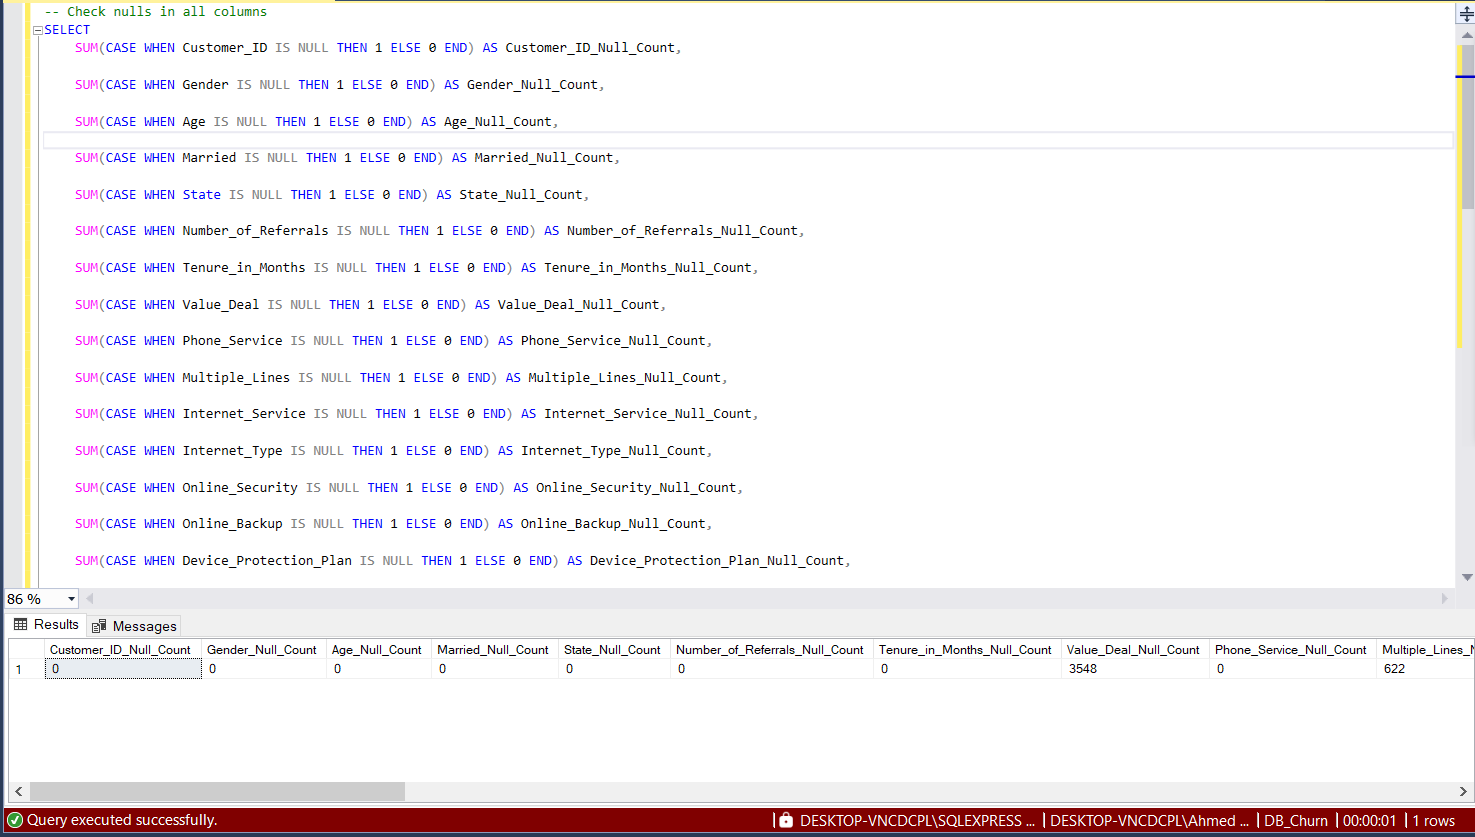 -- Check nulls in all columns
SELECT
SUM(CASE WHEN Customer_ID IS NULL THEN 1 ELSE 0 END) AS Customer_ID_Null_Count,
SUM(CASE WHEN Gender IS NULL THEN 1 ELSE 0 END) AS Gender_Null_Count,
SUM(CASE WHEN Age IS NULL THEN 1 ELSE 0 END) AS Age_Null_Count,
SUM(CASE WHEN Married IS NULL THEN 1 ELSE 0 END) AS Married_Null_Count,
SUM(CASE WHEN State IS NULL THEN 1 ELSE 0 END) AS State_Null_Count,
SUM(CASE WHEN Number_of_Referrals IS NULL THEN 1 ELSE 0 END) AS Number_of_Referrals_Null_Count,
SUM(CASE WHEN Tenure_in_Months IS NULL THEN 1 ELSE 0 END) AS Tenure_in_Months_Null_Count,
SUM(CASE WHEN Value_Deal IS NULL THEN 1 ELSE 0 END) AS Value_Deal_Null_Count,
SUM(CASE WHEN Phone_Service IS NULL THEN 1 ELSE 0 END) AS Phone_Service_Null_Count,
SUM(CASE WHEN Multiple_Lines IS NULL THEN 1 ELSE 0 END) AS Multiple_Lines_Null_Count,
SUM(CASE WHEN Internet_Service IS NULL THEN 1 ELSE 0 END) AS Internet_Service_Null_Count,
SUM(CASE WHEN Internet_Type IS NULL THEN 1 ELSE 0 END) AS Internet_Type_Null_Count,
SUM(CASE WHEN Online_Security IS NULL THEN 1 ELSE 0 END) AS Online_Security_Null_Count,
SUM(CASE WHEN Online_Backup IS NULL THEN 1 ELSE 0 END) AS Online_Backup_Null_Count,
SUM(CASE WHEN Device_Protection_Plan IS NULL THEN 1 ELSE 0 END) AS Device_Protection_Plan_Null_Count,
86 %
Results Messages
Customer_ID_Null_Count Gender_Null_Count Age_Null_Count Married_Null_Count State_Null_Count Number_of_Referrals_Null_Count Tenure_in_Months_Null_Count Value_Deal_Null_Count Phone_Service_Null_Count Multiple_Lines_N
1 0 0 0 0 0 0 0 3548 0 622
Query executed successfully. DESKTOP-VNCDCPL\SQLEXPRESS ... DESKTOP-VNCDCPL\Ahmed ... DB_Churn 00:00:01 1 rows